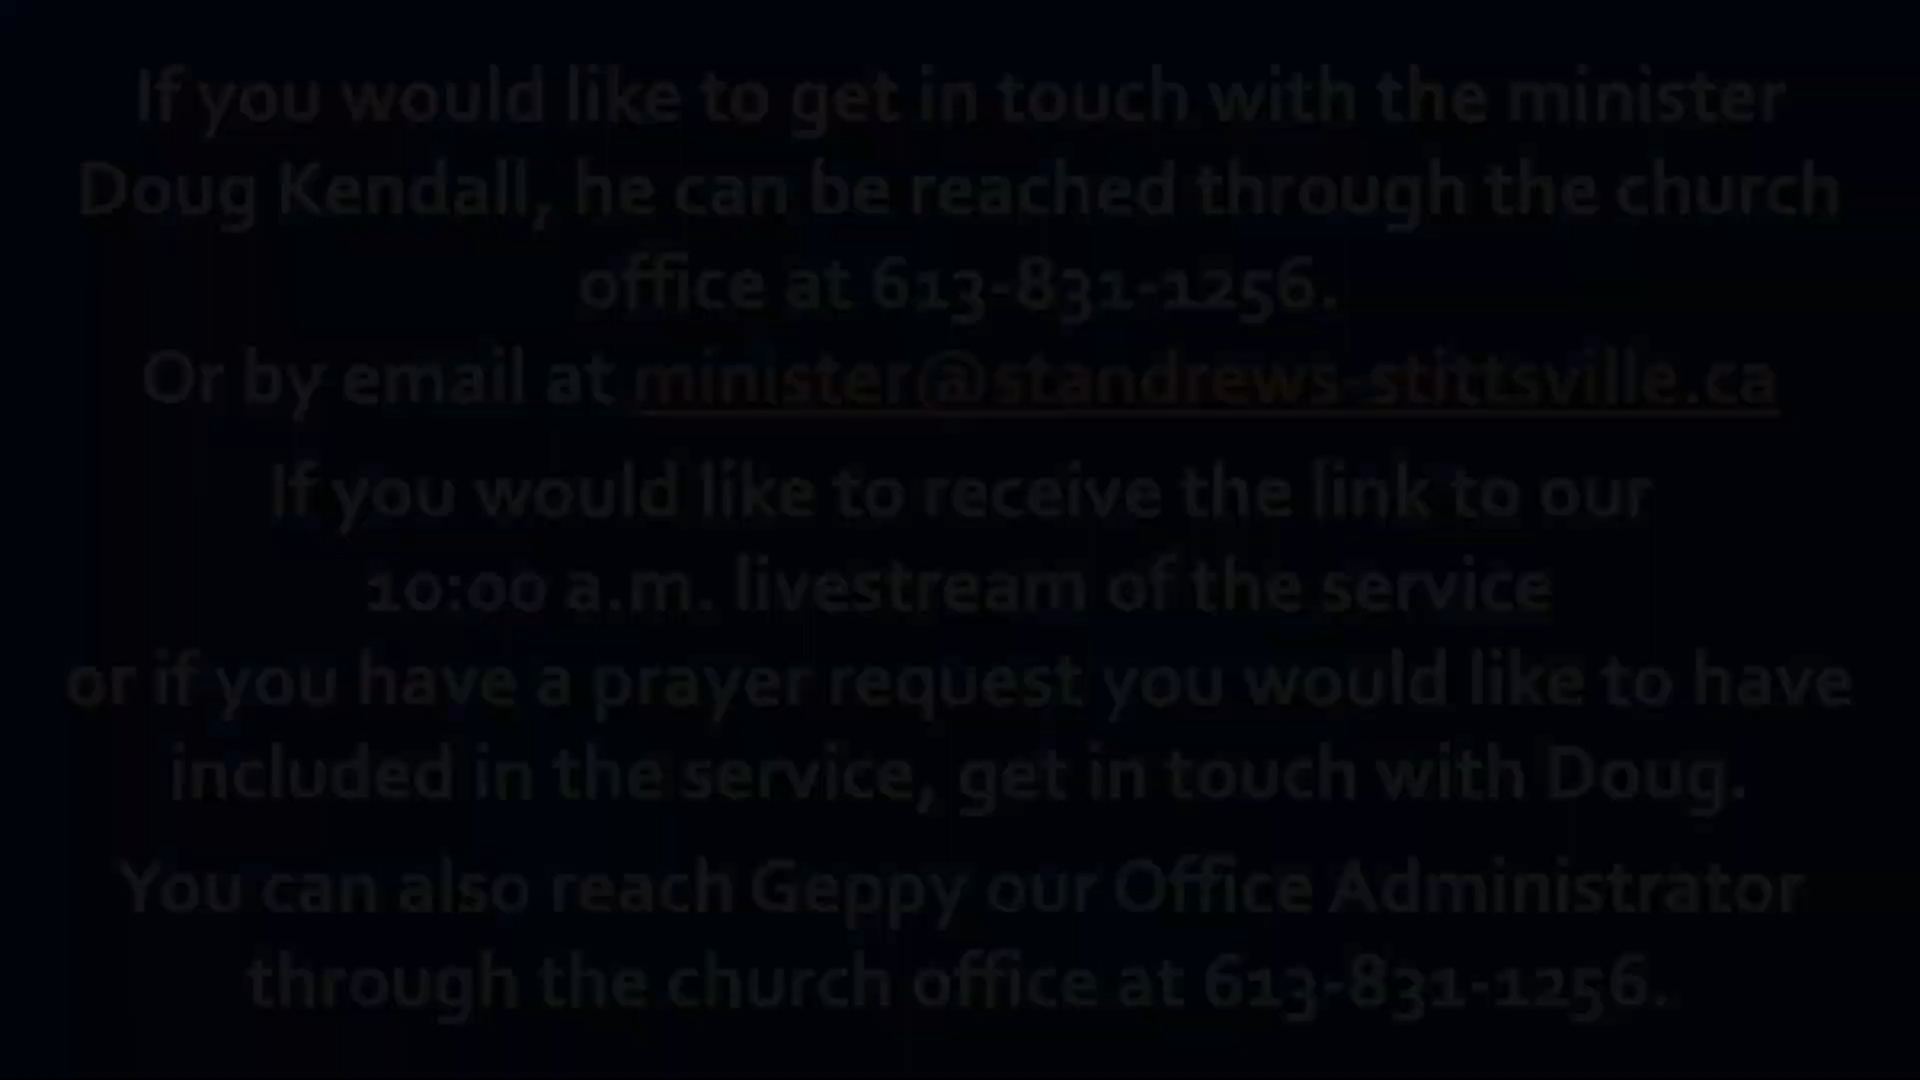 If you would like to get in touch with the minister
Doug Kendall, he can be reached through the church
office at 613-831-1256.
Or by email at minister@standrews-stittsville.ca
If you would like to receive the link to our
10:00 a.m. livestream of the service
or if you have a prayer request you would like to have
included in the service, get in touch with Doug.
You can also reach Geppy our Office Administrator
through the church office at 613-831-1256.